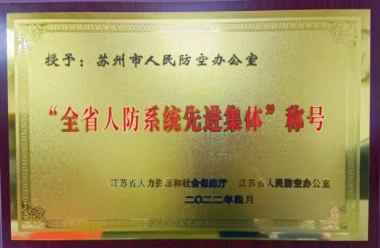 授予：苏州市人民防空办公室
“全省人防系统先进集体”称号
江苏省人力资源和社会保障厅 江苏省人民防空办公室
二〇二二年四月